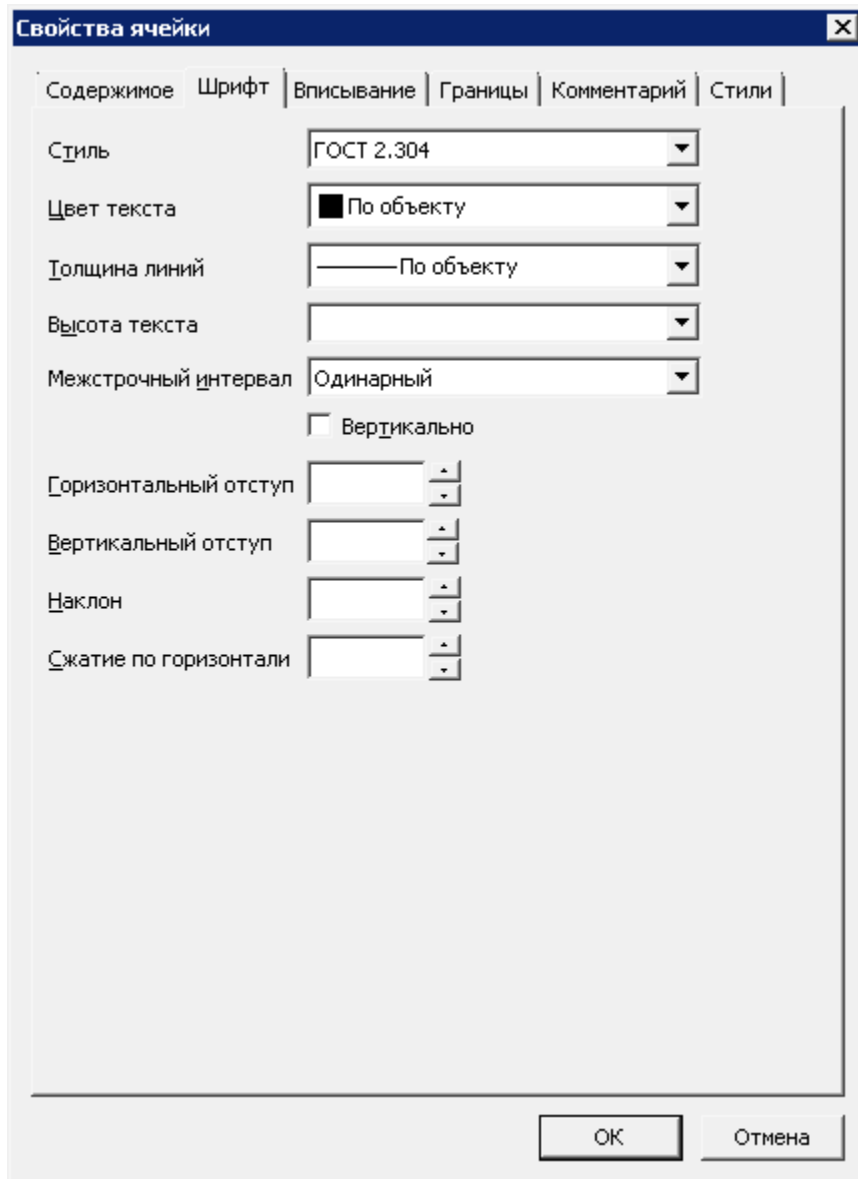 Свойства ячейки
Содержимое Шрифт Вписывание Границы Комментарий Стили
Стиль ГОСТ 2.304
Цвет текста По объекту
Толщина линий По объекту
Высота текста
Межстрочный интервал Одинарный
Вертикально
Горизонтальный отступ
Вертикальный отступ
Наклон
Сжатие по горизонтали
ОК Отмена